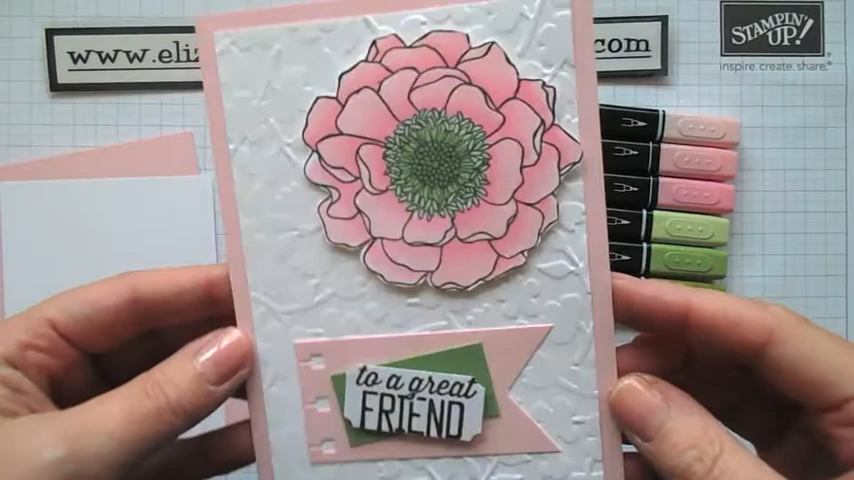 www.eliz
com
STAMPIN'
UP!
inspire. create. share.
to a great
FRIEND